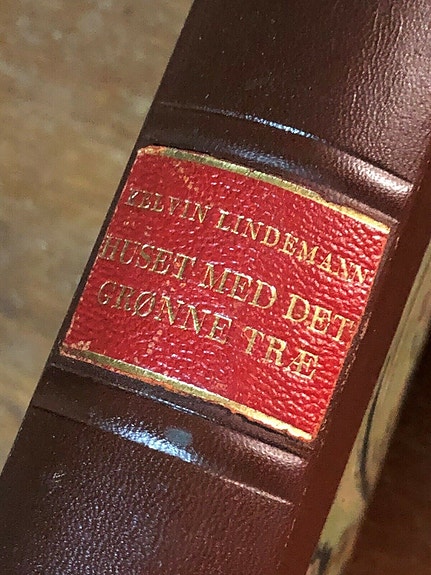 KELVIN LINDEMANN
HUSET MED DET
GRØNNE TRÆ